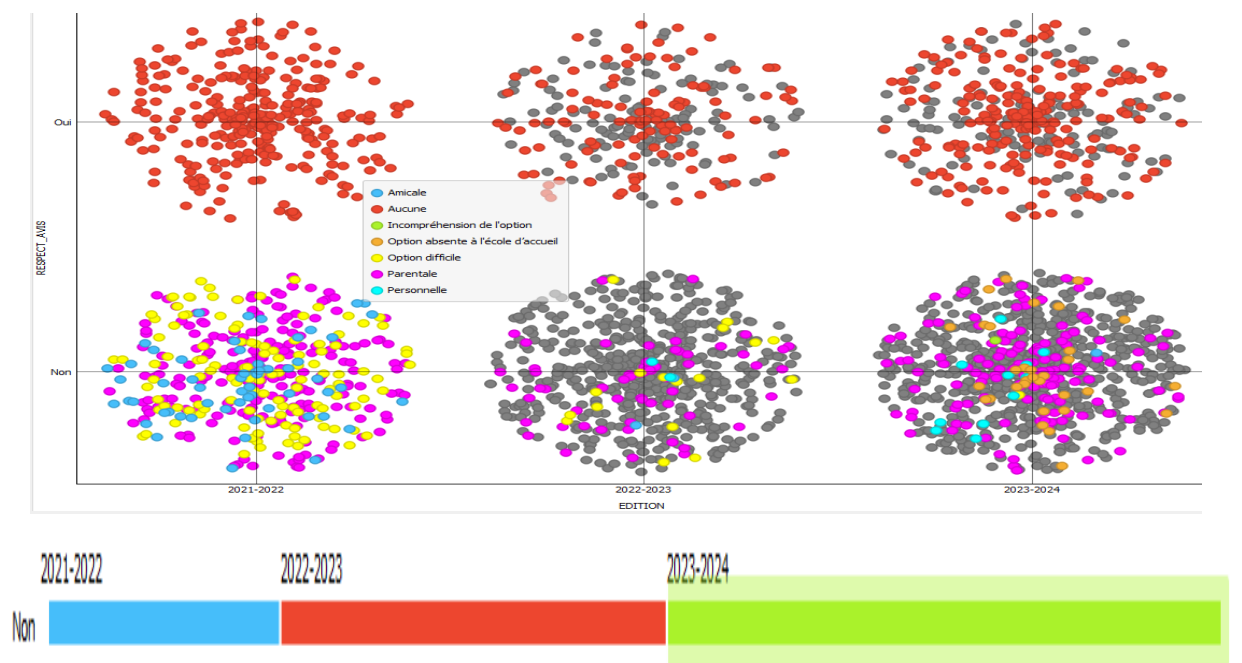 Oui
Amicale
Aucune
Incompréhension de l'option
Option absente à l'école d'accueil
Option difficile
Parentale
Personnelle
RESPECT_AVIS
Non
2021-2022
2022-2023
2023-2024
EDITION
2021-2022
2022-2023
2023-2024
Non